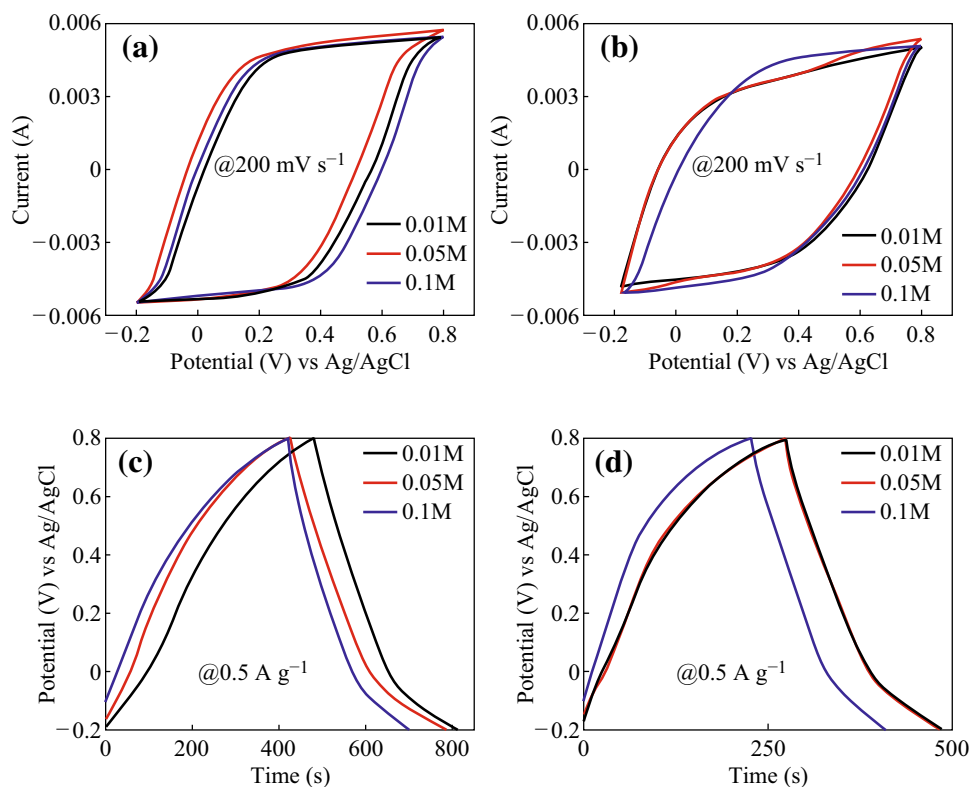 (a)
Current (A)
0.006
0.003
0
−0.003
−0.006
@200 mV s⁻¹
0.01M
0.05M
0.1M
−0.2 0 0.2 0.4 0.6 0.8
Potential (V) vs Ag/AgCl
(b)
Current (A)
0.006
0.003
0
−0.003
−0.006
@200 mV s⁻¹
0.01M
0.05M
0.1M
−0.2 0 0.2 0.4 0.6 0.8
Potential (V) vs Ag/AgCl
(c)
Potential (V) vs Ag/AgCl
0.8
0.6
0.4
0.2
0
−0.2
0.01M
0.05M
0.1M
@0.5 A g⁻¹
0 200 400 600 800
Time (s)
(d)
Potential (V) vs Ag/AgCl
0.8
0.6
0.4
0.2
0
−0.2
0.01M
0.05M
0.1M
@0.5 A g⁻¹
0 250 500
Time (s)